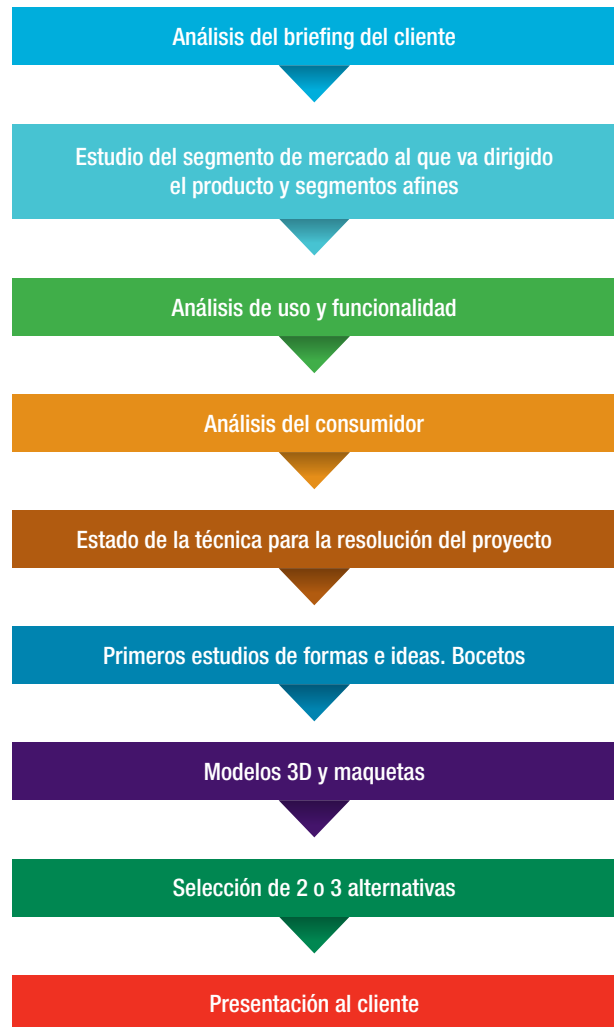 Análisis del briefing del cliente
Estudio del segmento de mercado al que va dirigido
el producto y segmentos afines
Análisis de uso y funcionalidad
Análisis del consumidor
Estado de la técnica para la resolución del proyecto
Primeros estudios de formas e ideas. Bocetos
Modelos 3D y maquetas
Selección de 2 o 3 alternativas
Presentación al cliente